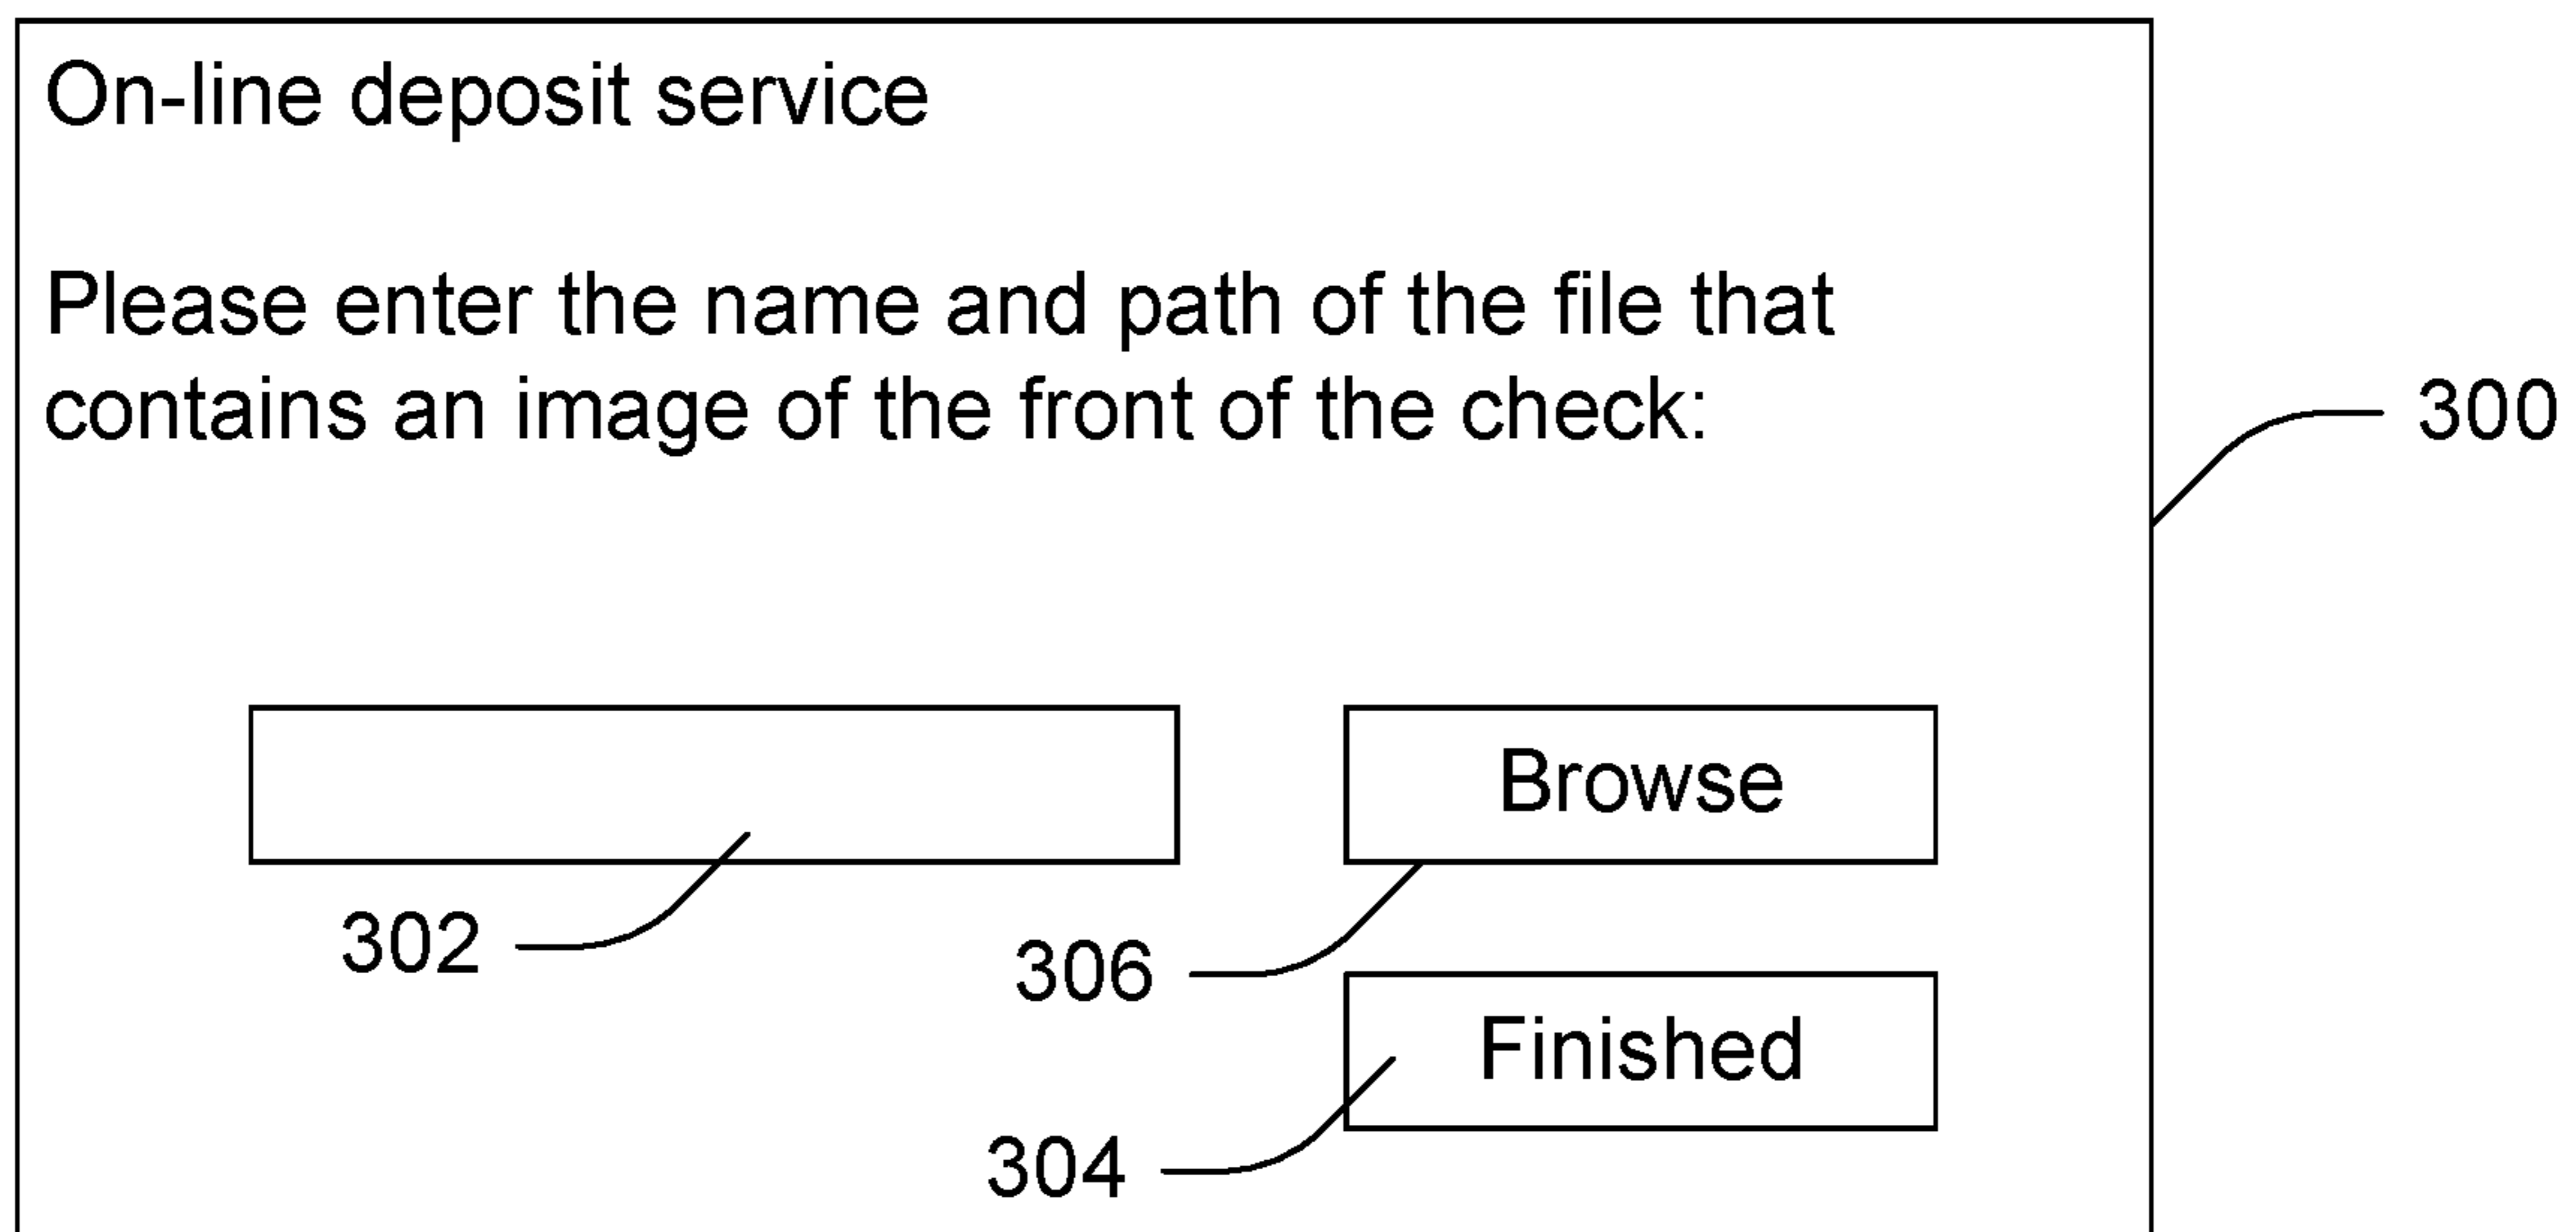 On-line deposit service
Please enter the name and path of the file that
contains an image of the front of the check:
300
Browse
302
306
Finished
304